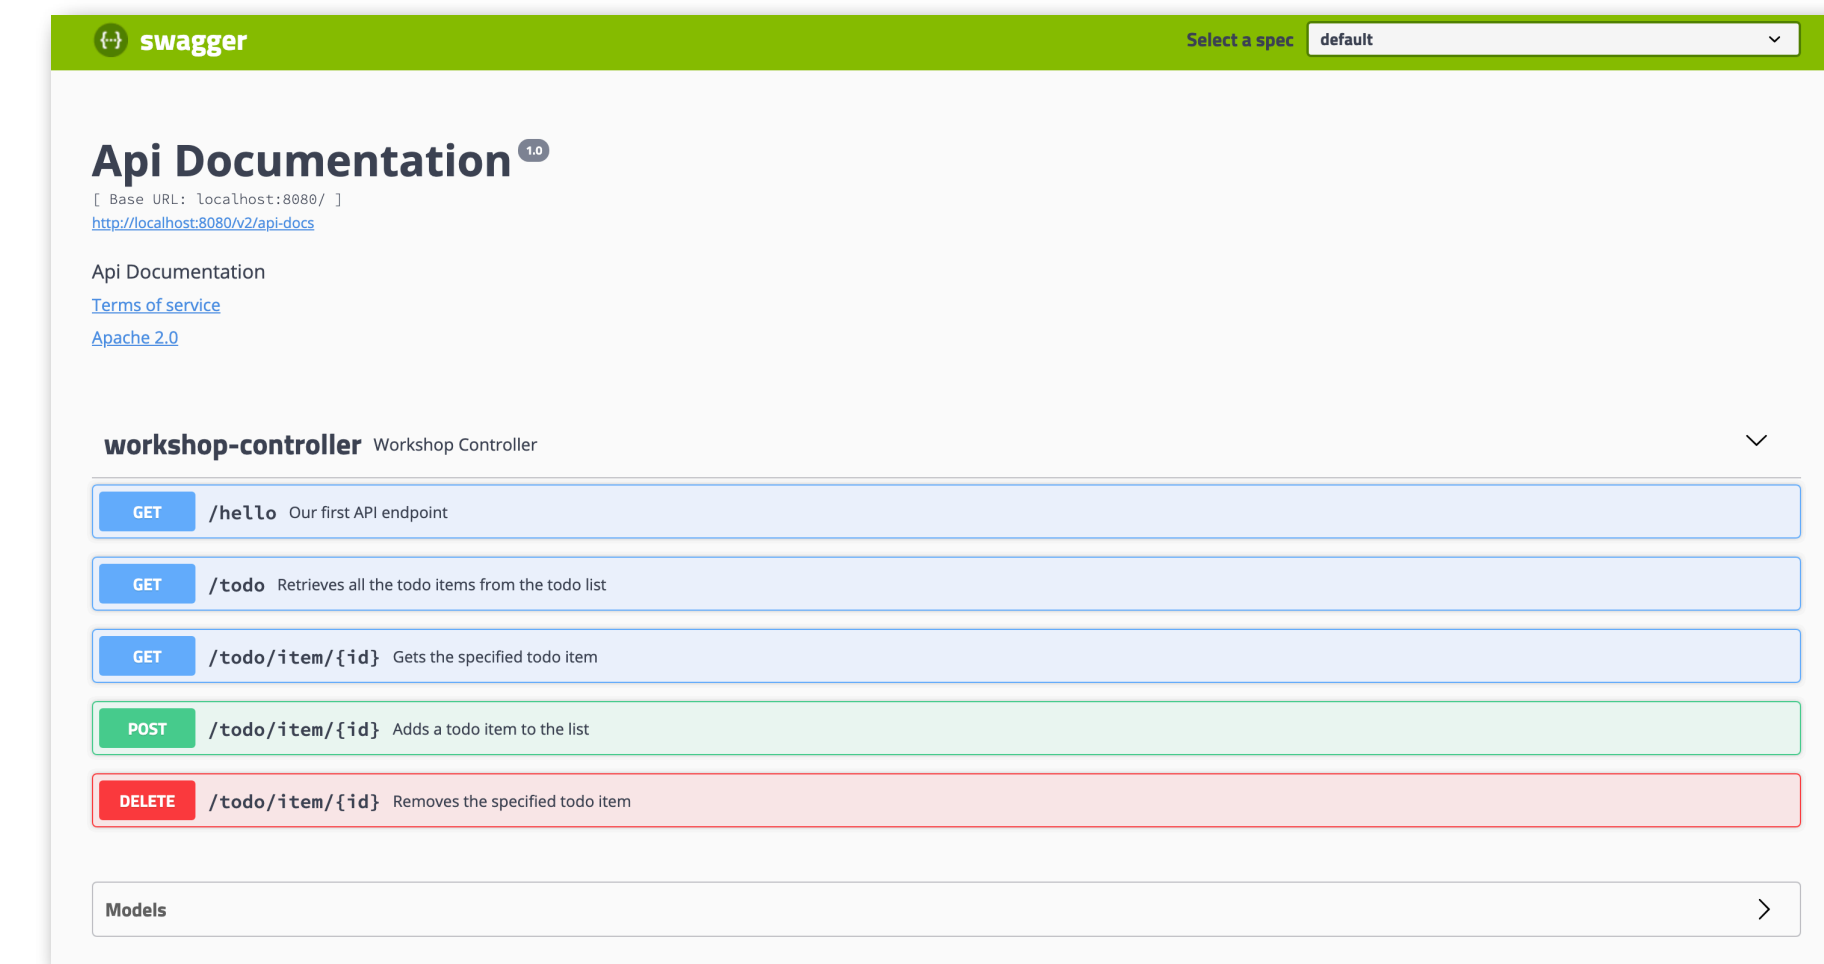 {···} swagger Select a spec default
Api Documentation 1.0
[ Base URL: localhost:8080/ ]
http://localhost:8080/v2/api-docs
Api Documentation
Terms of service
Apache 2.0
workshop-controller Workshop Controller
GET /hello Our first API endpoint
GET /todo Retrieves all the todo items from the todo list
GET /todo/item/{id} Gets the specified todo item
POST /todo/item/{id} Adds a todo item to the list
DELETE /todo/item/{id} Removes the specified todo item
Models